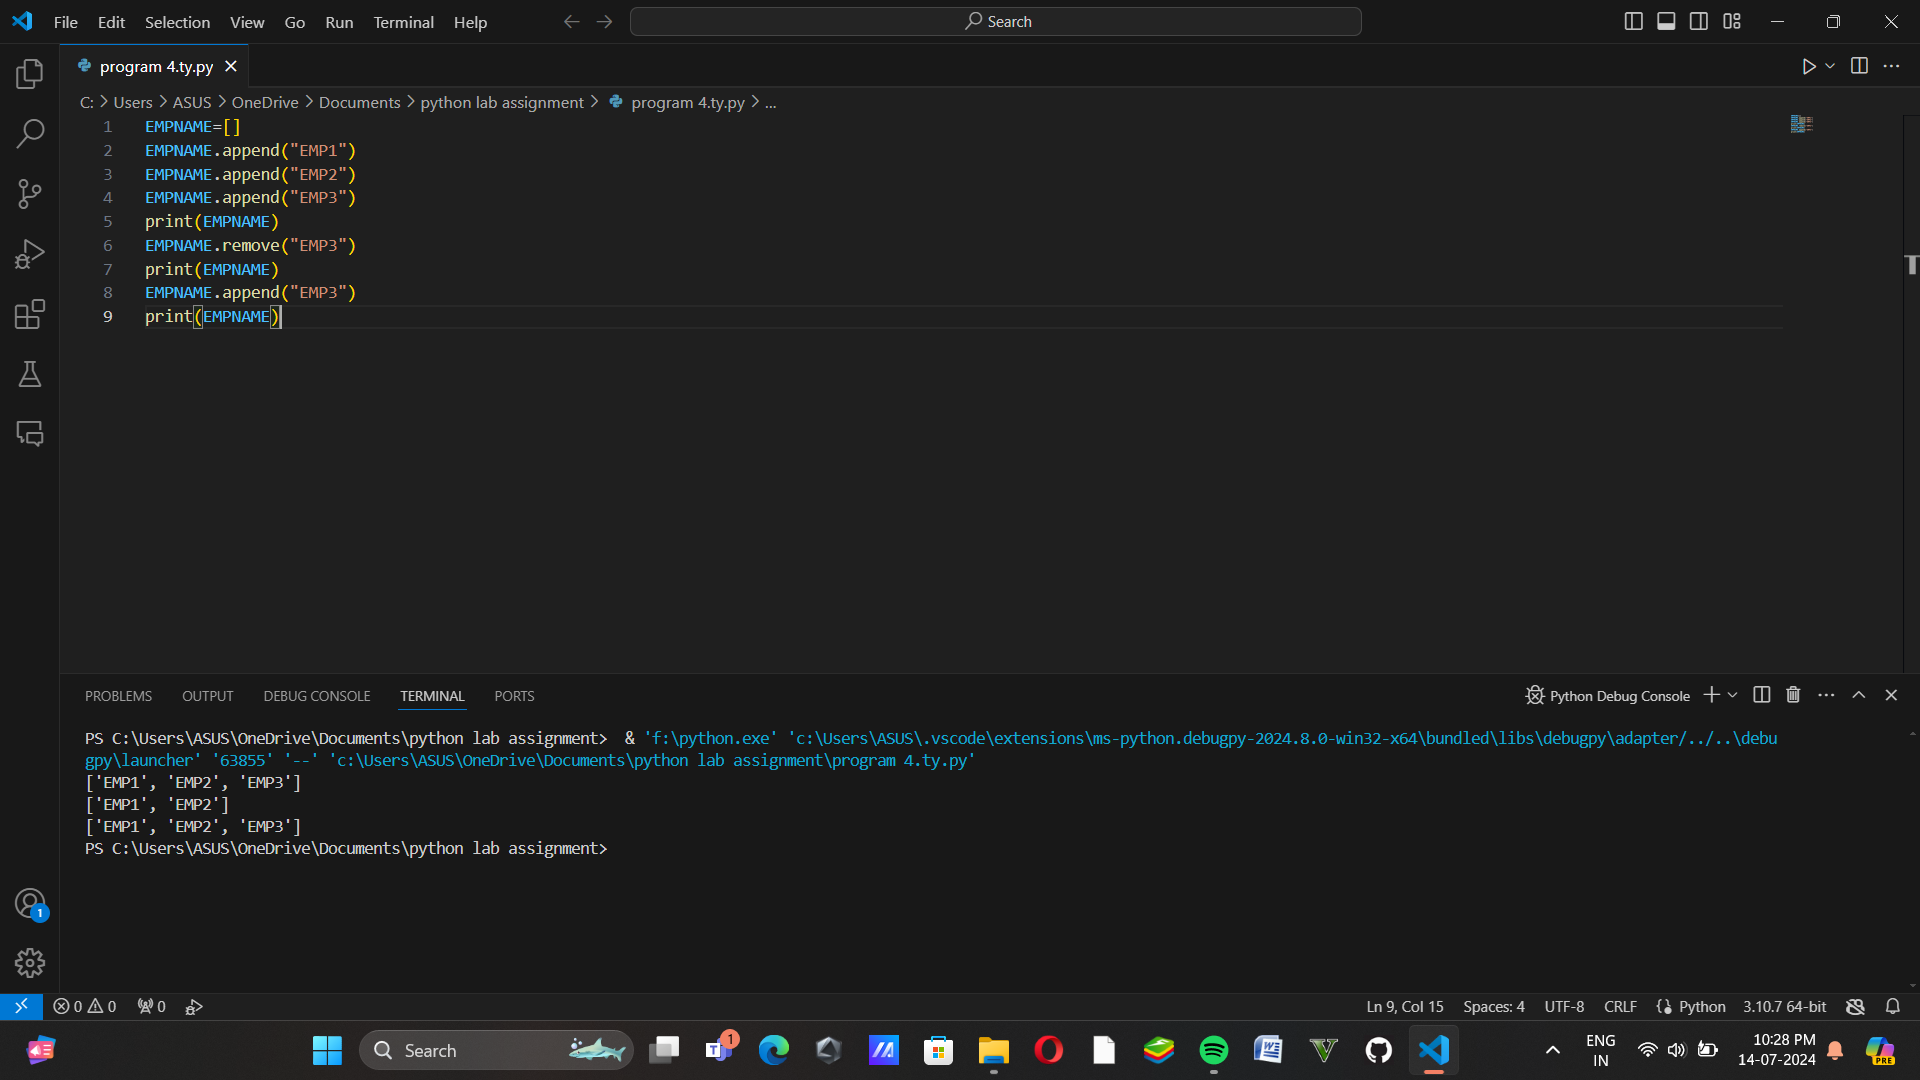 File Edit Selection View Go Run Terminal Help Search
program 4.ty.py
C: > Users > ASUS > OneDrive > Documents > python lab assignment > program 4.ty.py > ...
1 EMPNAME=[]
2 EMPNAME.append("EMP1")
3 EMPNAME.append("EMP2")
4 EMPNAME.append("EMP3")
5 print(EMPNAME)
6 EMPNAME.remove("EMP3")
7 print(EMPNAME)
8 EMPNAME.append("EMP3")
9 print(EMPNAME)
PROBLEMS OUTPUT DEBUG CONSOLE TERMINAL PORTS Python Debug Console
PS C:\Users\ASUS\OneDrive\Documents\python lab assignment>  & 'f:\python.exe' 'c:\Users\ASUS\.vscode\extensions\ms-python.debugpy-2024.8.0-win32-x64\bundled\libs\debugpy\adapter/../..\debu
gpy\launcher' '63855' '--' 'c:\Users\ASUS\OneDrive\Documents\python lab assignment\program 4.ty.py'
['EMP1', 'EMP2', 'EMP3']
['EMP1', 'EMP2']
['EMP1', 'EMP2', 'EMP3']
PS C:\Users\ASUS\OneDrive\Documents\python lab assignment>
1
0 0 0 Ln 9, Col 15 Spaces: 4 UTF-8 CRLF Python 3.10.7 64-bit
Search 1 ENG 10:28 PM
IN 14-07-2024 PRE